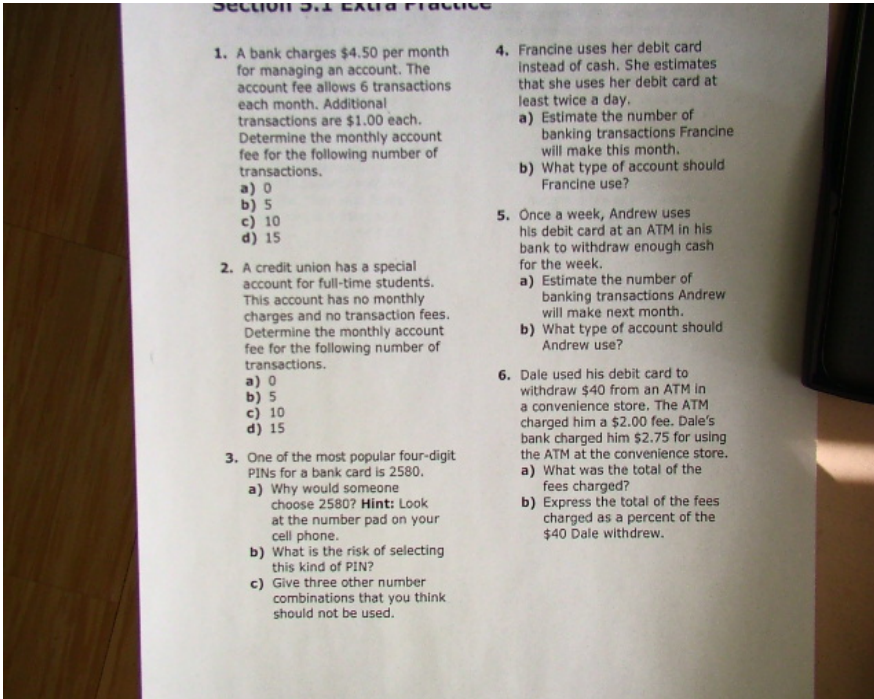 Section 5.1 Extra Practice
1. A bank charges $4.50 per month
for managing an account. The
account fee allows 6 transactions
each month. Additional
transactions are $1.00 each.
Determine the monthly account
fee for the following number of
transactions.
a) 0
b) 5
c) 10
d) 15
2. A credit union has a special
account for full-time students.
This account has no monthly
charges and no transaction fees.
Determine the monthly account
fee for the following number of
transactions.
a) 0
b) 5
c) 10
d) 15
3. One of the most popular four-digit
PINs for a bank card is 2580.
a) Why would someone
choose 2580? Hint: Look
at the number pad on your
cell phone.
b) What is the risk of selecting
this kind of PIN?
c) Give three other number
combinations that you think
should not be used.
4. Francine uses her debit card
instead of cash. She estimates
that she uses her debit card at
least twice a day.
a) Estimate the number of
banking transactions Francine
will make this month.
b) What type of account should
Francine use?
5. Once a week, Andrew uses
his debit card at an ATM in his
bank to withdraw enough cash
for the week.
a) Estimate the number of
banking transactions Andrew
will make next month.
b) What type of account should
Andrew use?
6. Dale used his debit card to
withdraw $40 from an ATM in
a convenience store. The ATM
charged him a $2.00 fee. Dale's
bank charged him $2.75 for using
the ATM at the convenience store.
a) What was the total of the
fees charged?
b) Express the total of the fees
charged as a percent of the
$40 Dale withdrew.